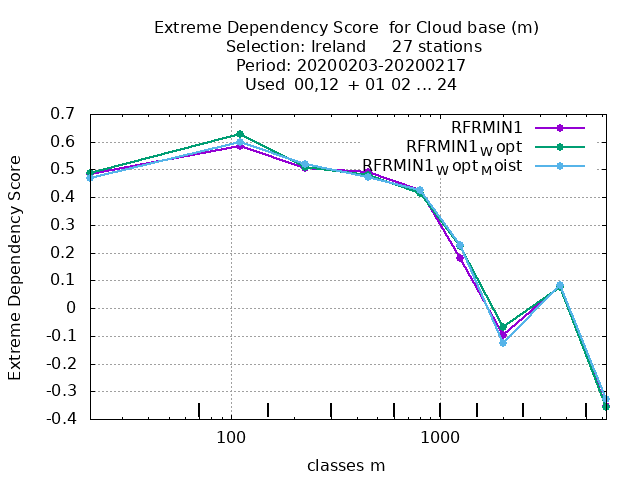 Extreme Dependency Score  for Cloud base (m)
Selection: Ireland     27 stations
Period: 20200203-20200217
Used  00,12  + 01 02 ... 24
RFRMIN1
RFRMIN1W opt
RFRMIN1W opt Moist
Extreme Dependency Score
0.7
0.6
0.5
0.4
0.3
0.2
0.1
0
-0.1
-0.2
-0.3
-0.4
100 1000
classes m